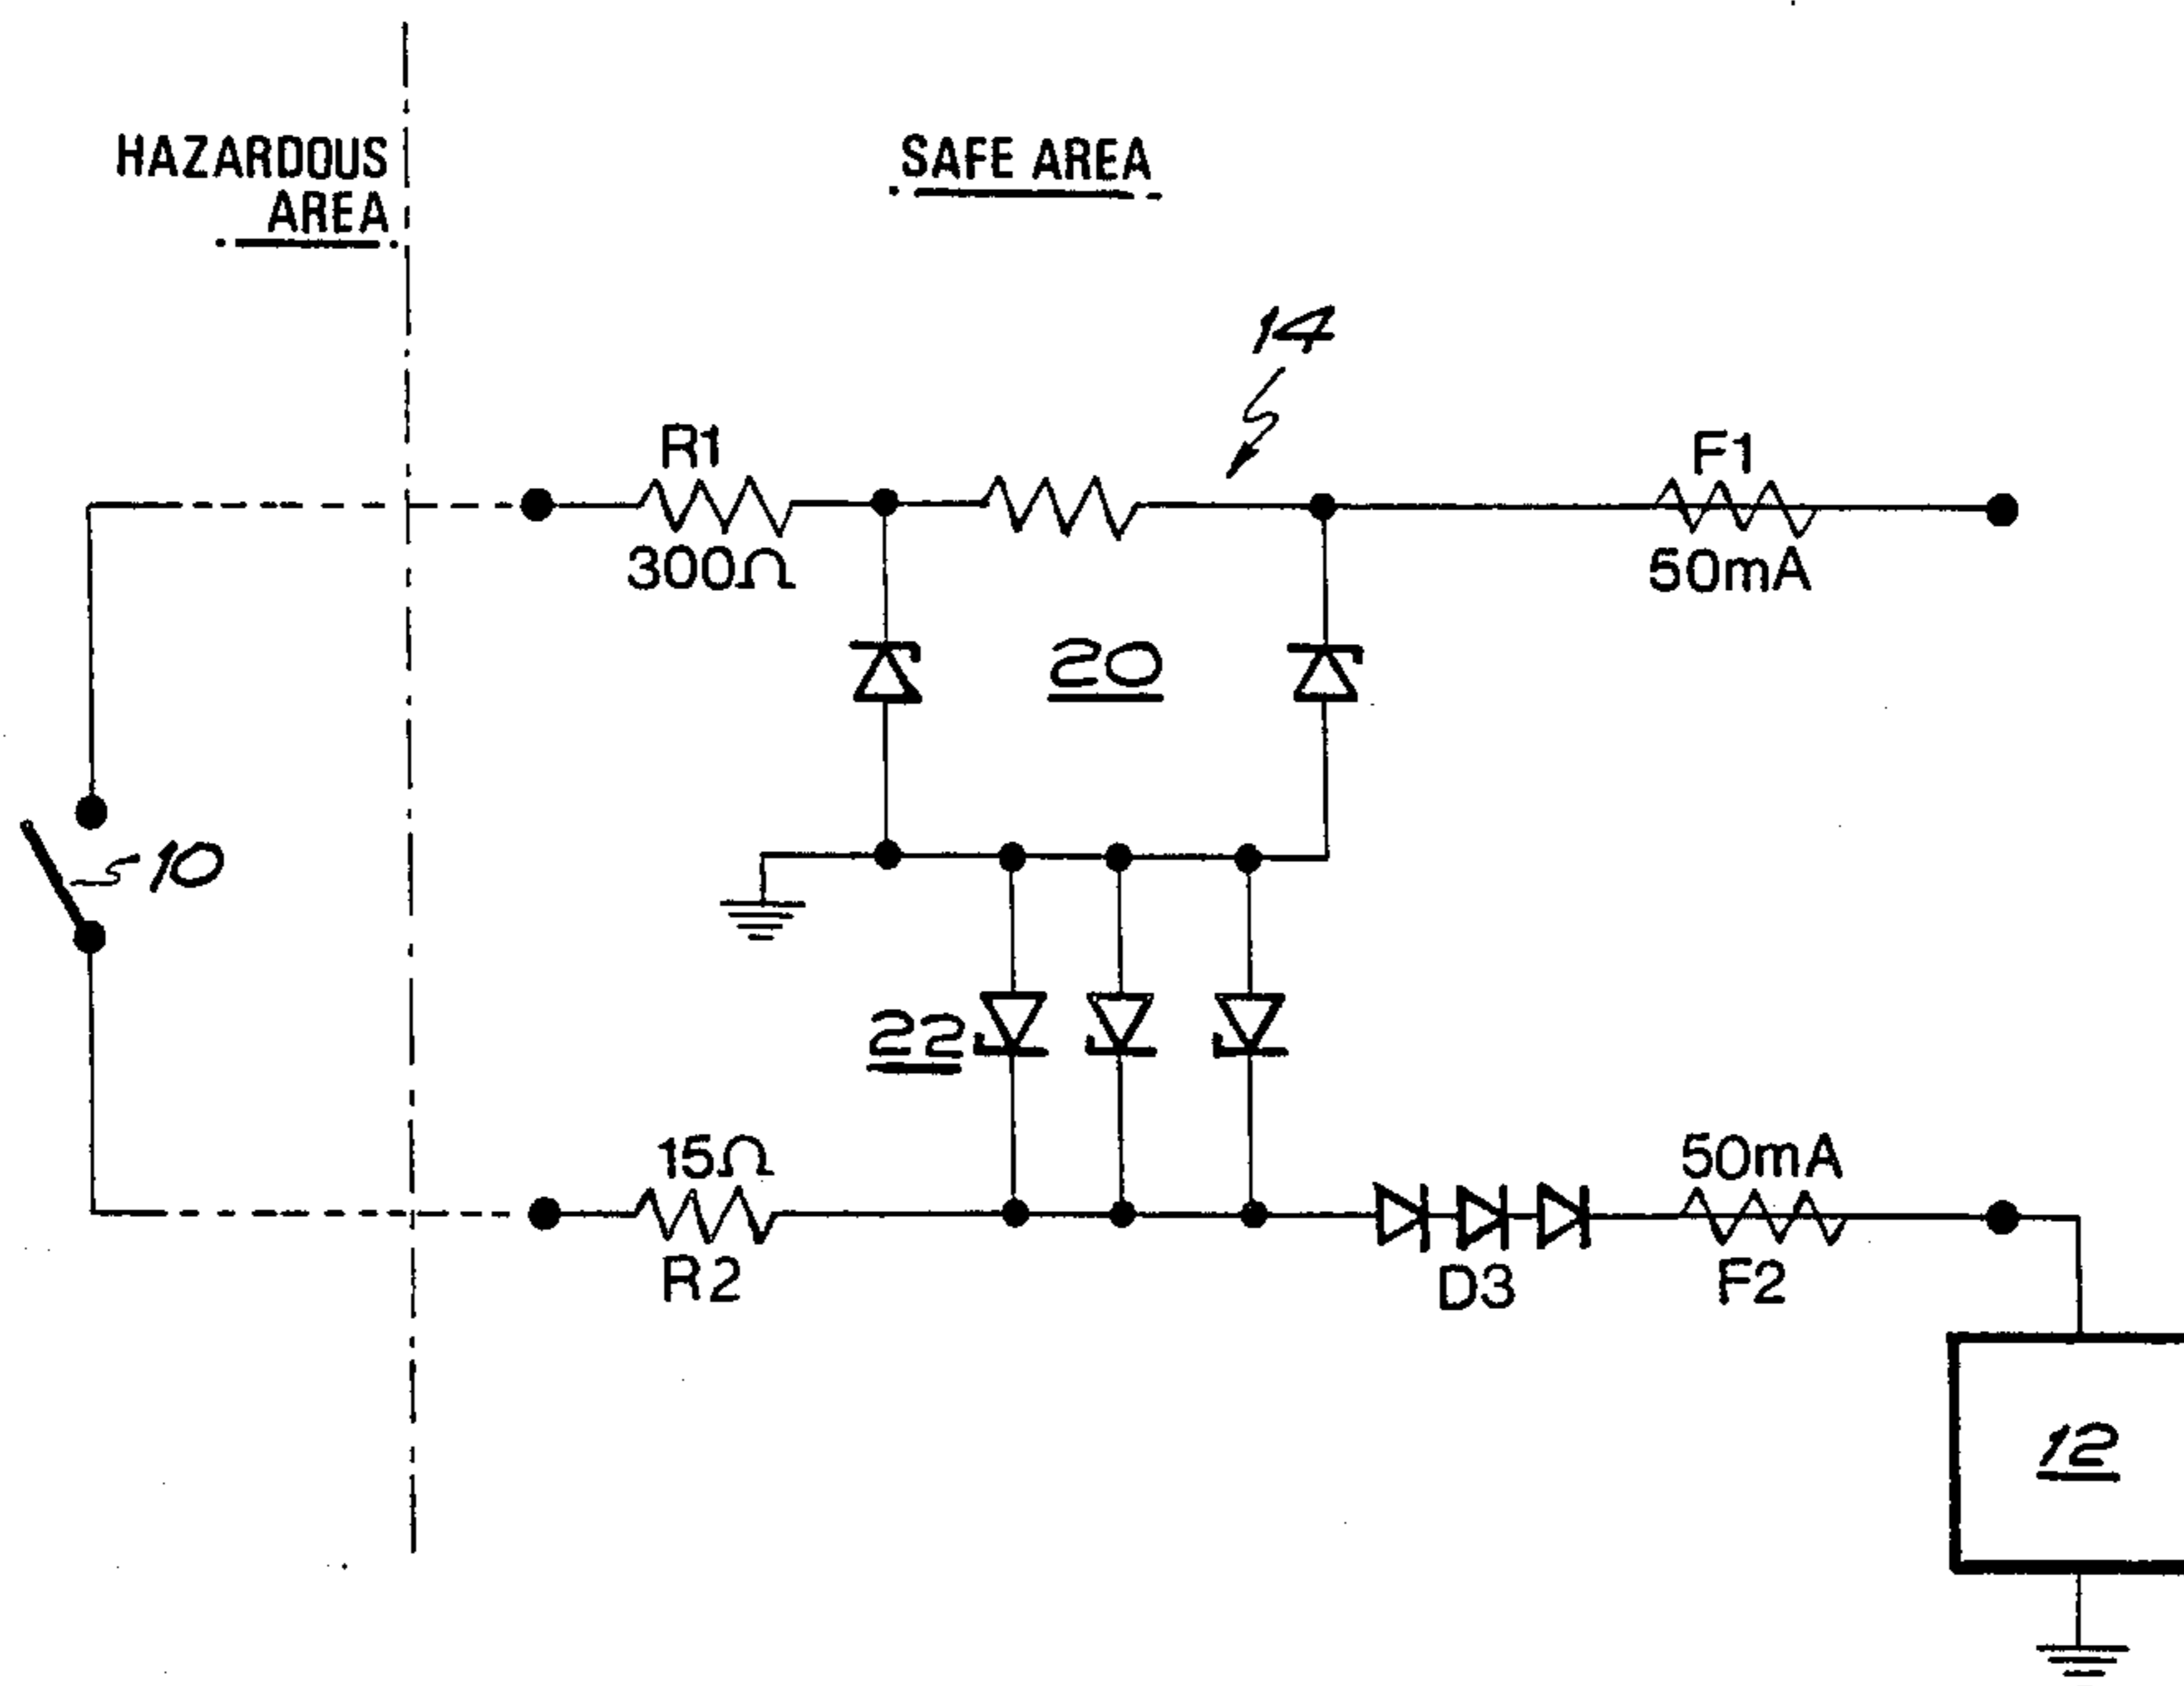 HAZARDOUS
AREA
SAFE AREA
14
R1
300Ω
F1
50mA
20
10
22
15Ω
R2
D3
50mA
F2
12